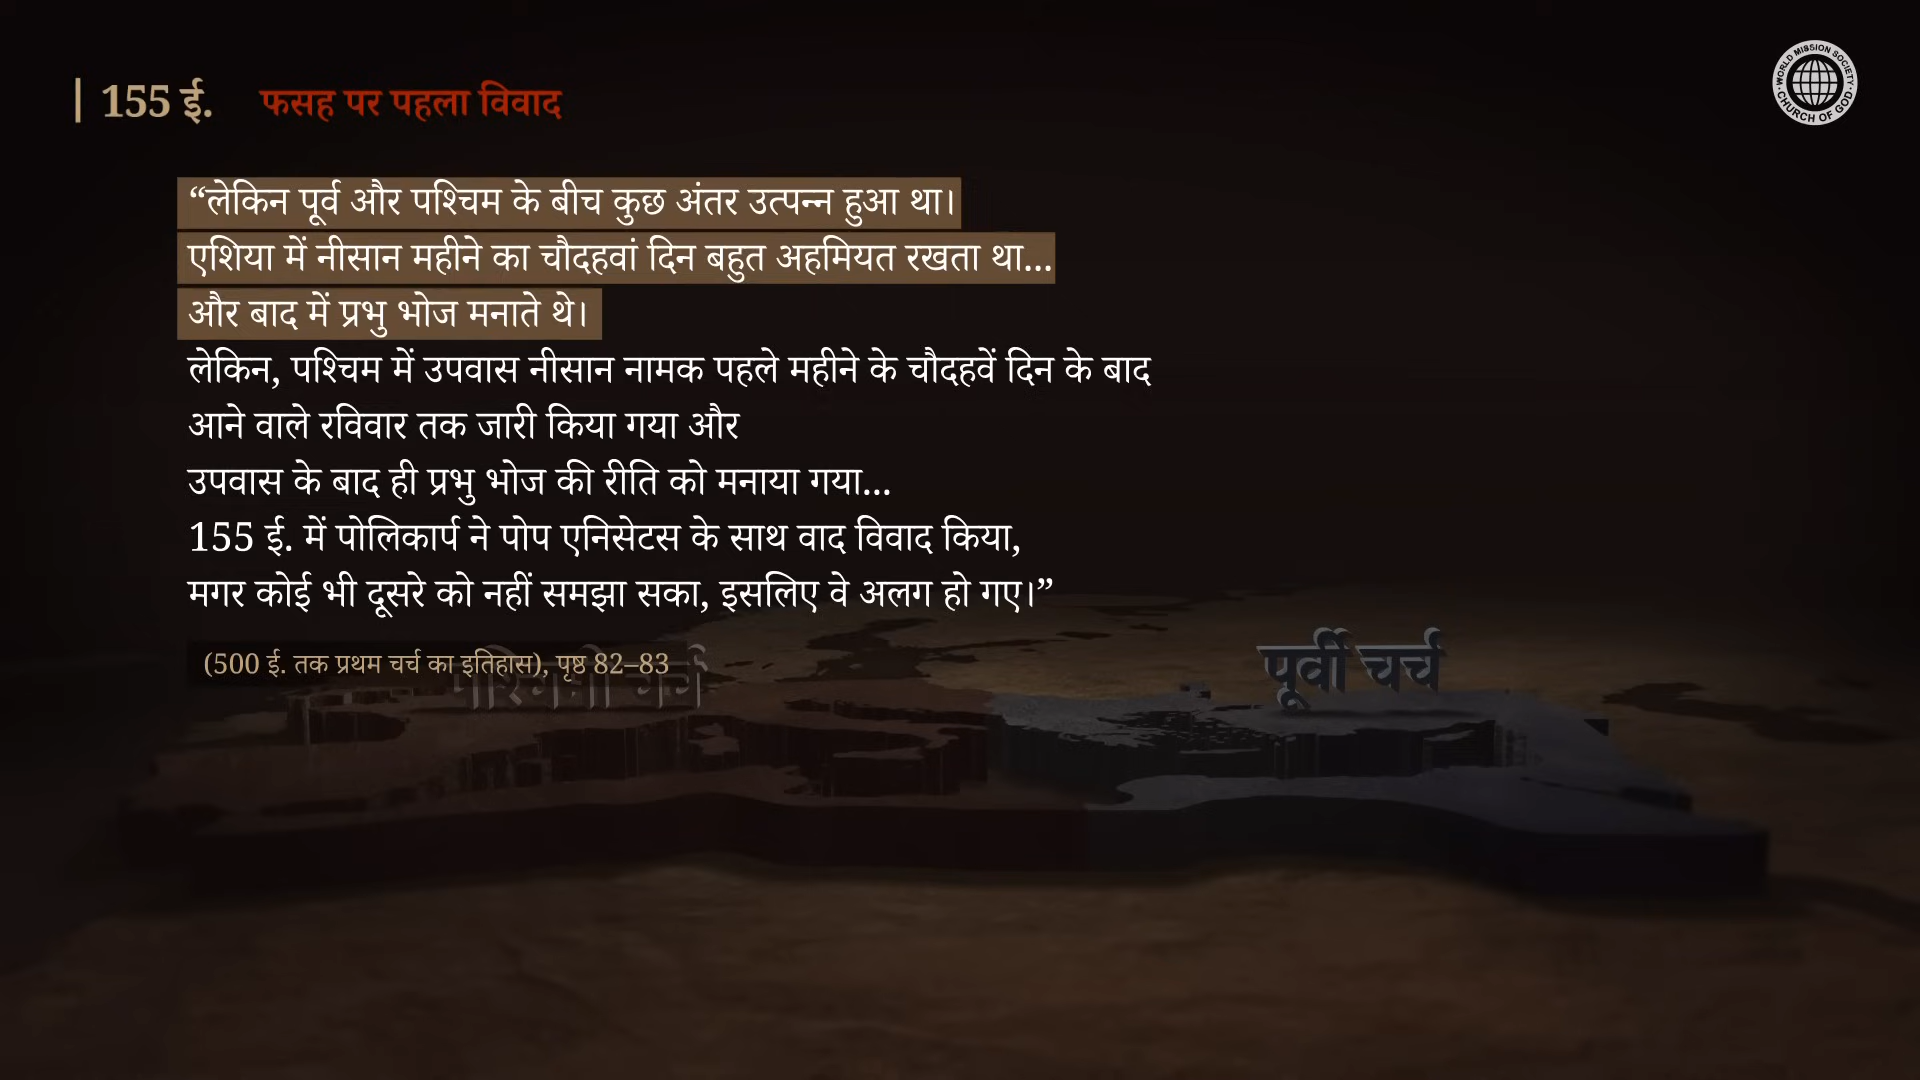 155 ई. फसह पर पहला विवाद
WORLD MISSION SOCIETY
CHURCH OF GOD
“लेकिन पूर्व और पश्चिम के बीच कुछ अंतर उत्पन्न हुआ था।
एशिया में नीसान महीने का चौदहवां दिन बहुत अहमियत रखता था...
और बाद में प्रभु भोज मनाते थे।
लेकिन, पश्चिम में उपवास नीसान नामक पहले महीने के चौदहवें दिन के बाद
आने वाले रविवार तक जारी किया गया और
उपवास के बाद ही प्रभु भोज की रीति को मनाया गया...
155 ई. में पोलिकार्प ने पोप एनिसेटस के साथ वाद विवाद किया,
मगर कोई भी दूसरे को नहीं समझा सका, इसलिए वे अलग हो गए।”
(500 ई. तक प्रथम चर्च का इतिहास), पृष्ठ 82–83
पश्चिमी चर्च
पूर्वी चर्च